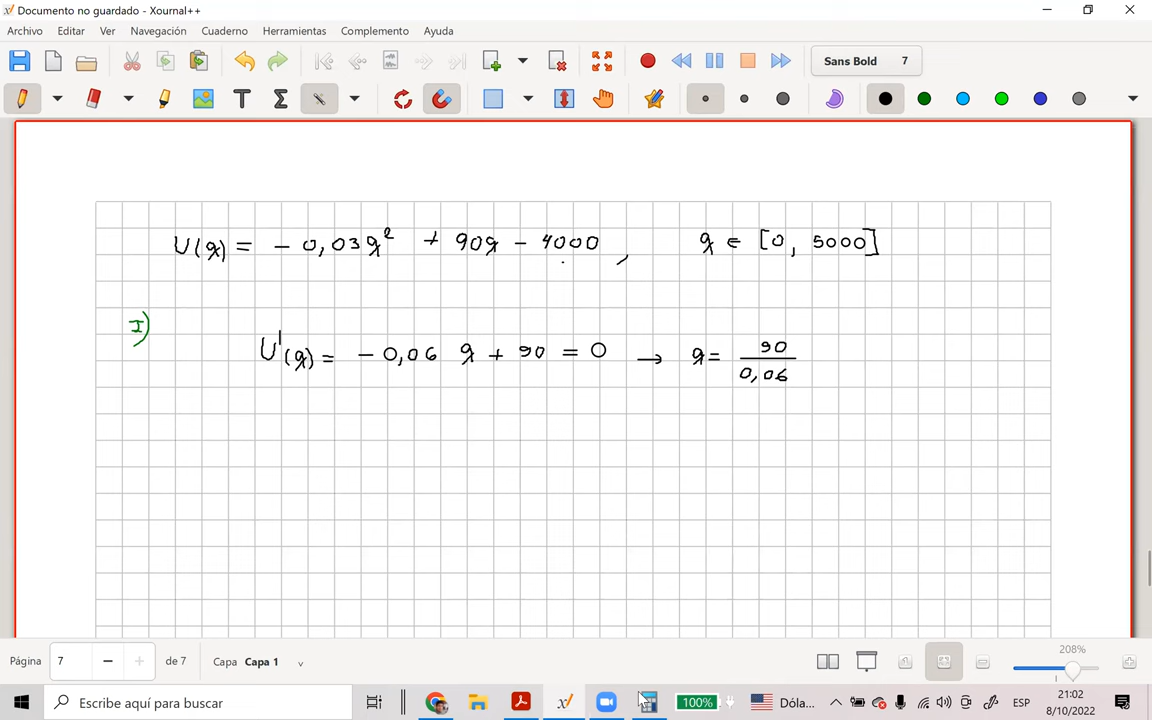 Documento no guardado - Xournal++
Archivo Editar Ver Navegación Cuaderno Herramientas Complemento Ayuda
Sans Bold 7
U(q) = - 0,03q² + 90q - 4000, q ∈ [0, 5000]
I)
U'(q) = - 0,06 q + 90 = 0 → q = 90/0,06
Página 7 de 7 Capa Capa 1 208%
Escribe aquí para buscar 100% Dóla... ESP 21:02
8/10/2022